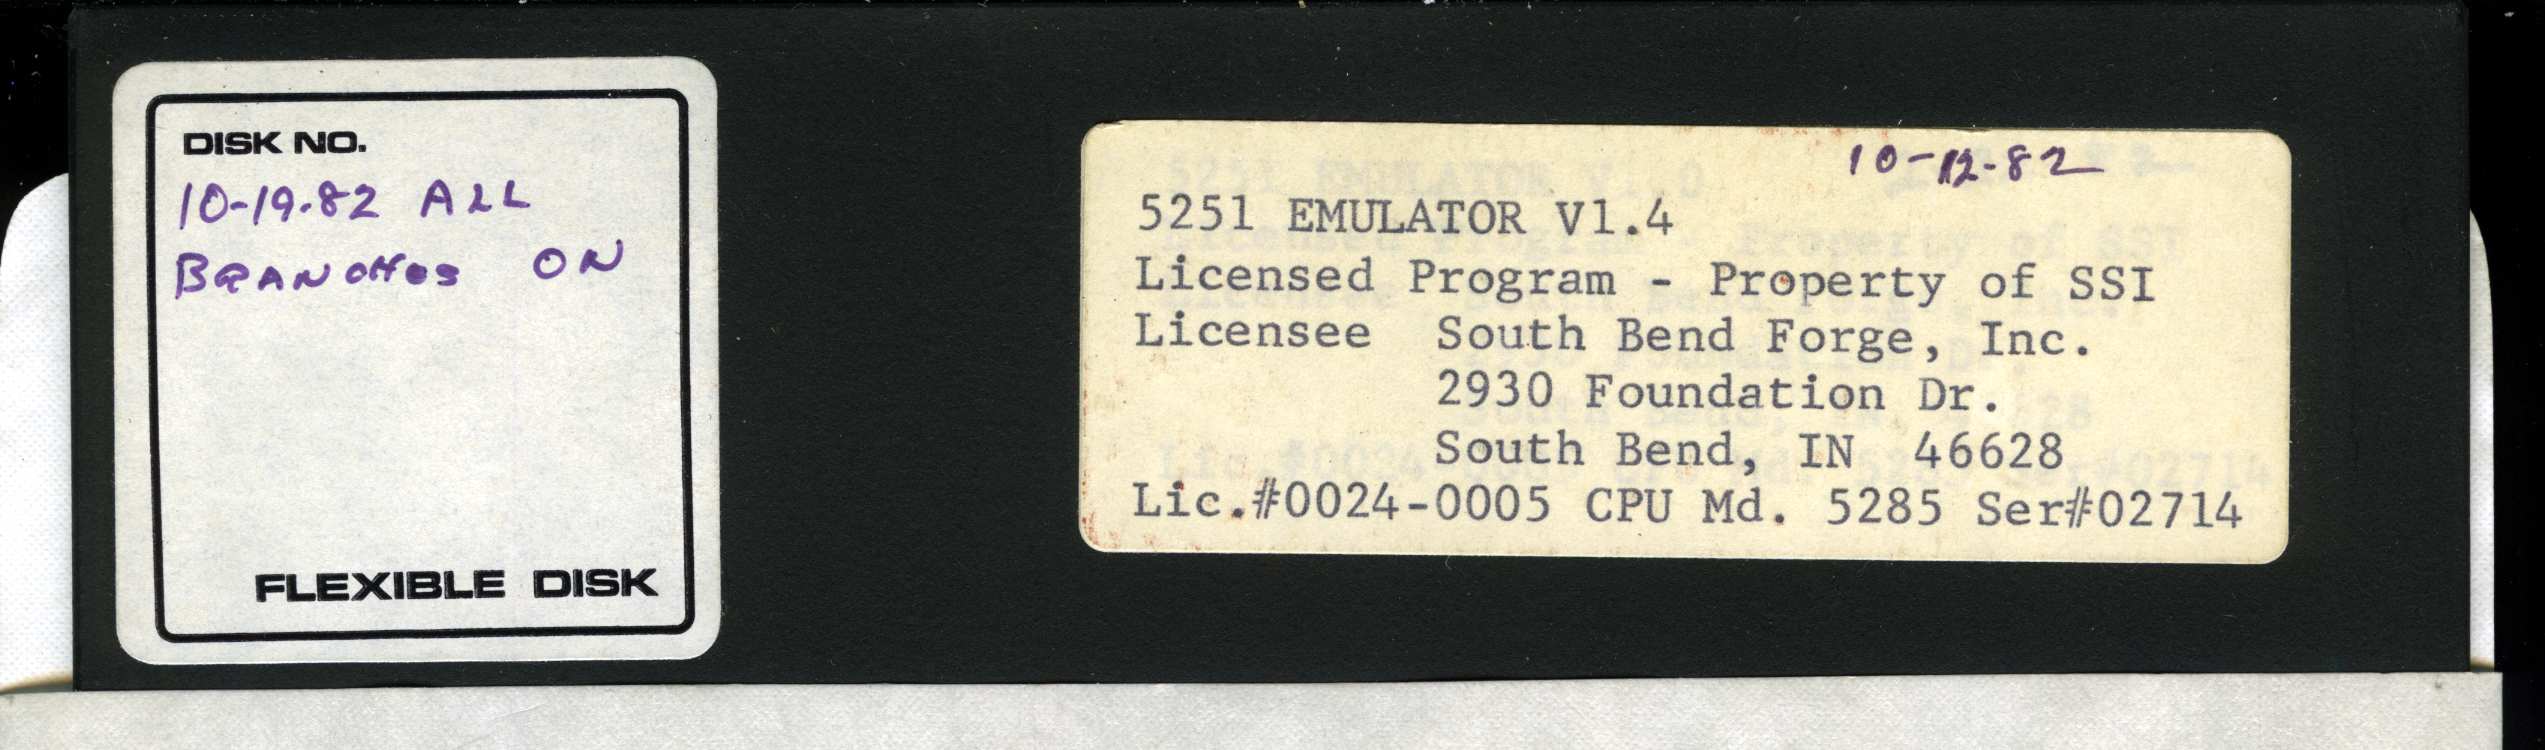 DISK NO.
10-19-82 ALL
BRANCHES ON
FLEXIBLE DISK
10-12-82
5251 EMULATOR V1.4
Licensed Program - Property of SSI
Licensee South Bend Forge, Inc.
2930 Foundation Dr.
South Bend, IN 46628
Lic.#0024-0005 CPU Md. 5285 Ser#02714